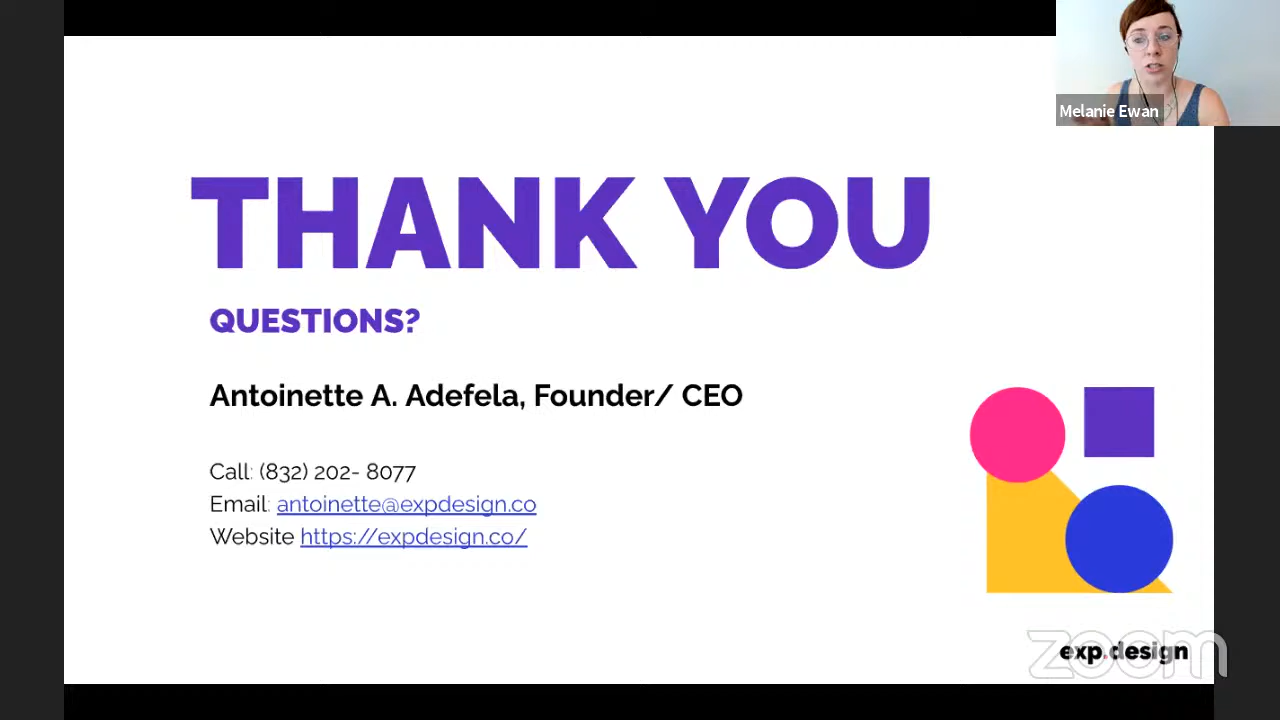 Melanie Ewan
THANK YOU
QUESTIONS?
Antoinette A. Adefela, Founder/ CEO
Call: (832) 202- 8077
Email: antoinette@expdesign.co
Website https://expdesign.co/
zoom
exp.design